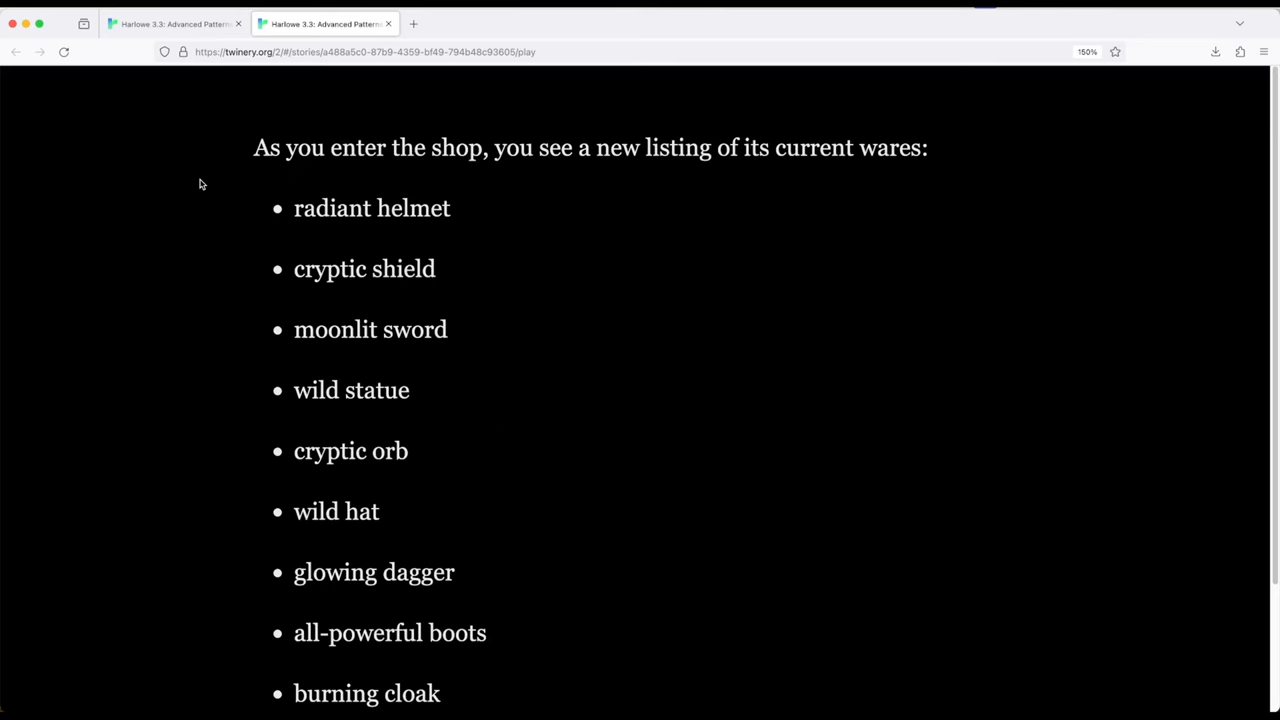 Harlowe 3.3: Advanced Pattern
Harlowe 3.3: Advanced Pattern
https://twinery.org/2/#/stories/a488a5c0-87b9-4359-bf49-794b48c93605/play
150%
As you enter the shop, you see a new listing of its current wares:
• radiant helmet
• cryptic shield
• moonlit sword
• wild statue
• cryptic orb
• wild hat
• glowing dagger
• all-powerful boots
• burning cloak